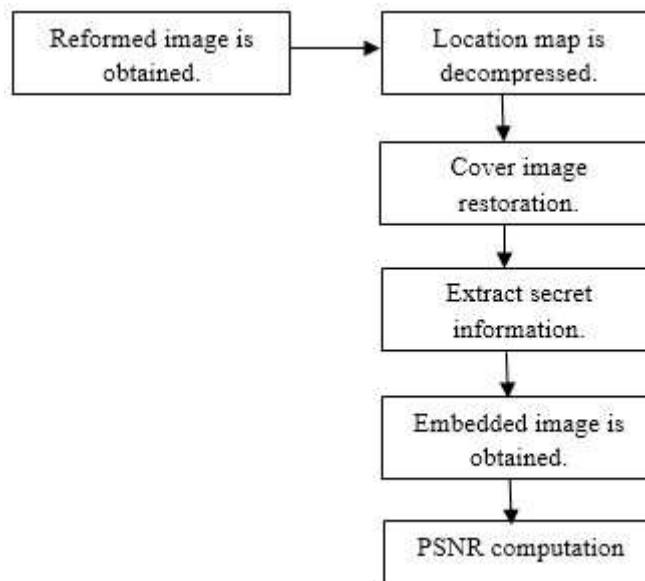 Reformed image is
obtained.
Location map is
decompressed.
Cover image
restoration.
Extract secret
information.
Embedded image is
obtained.
PSNR computation